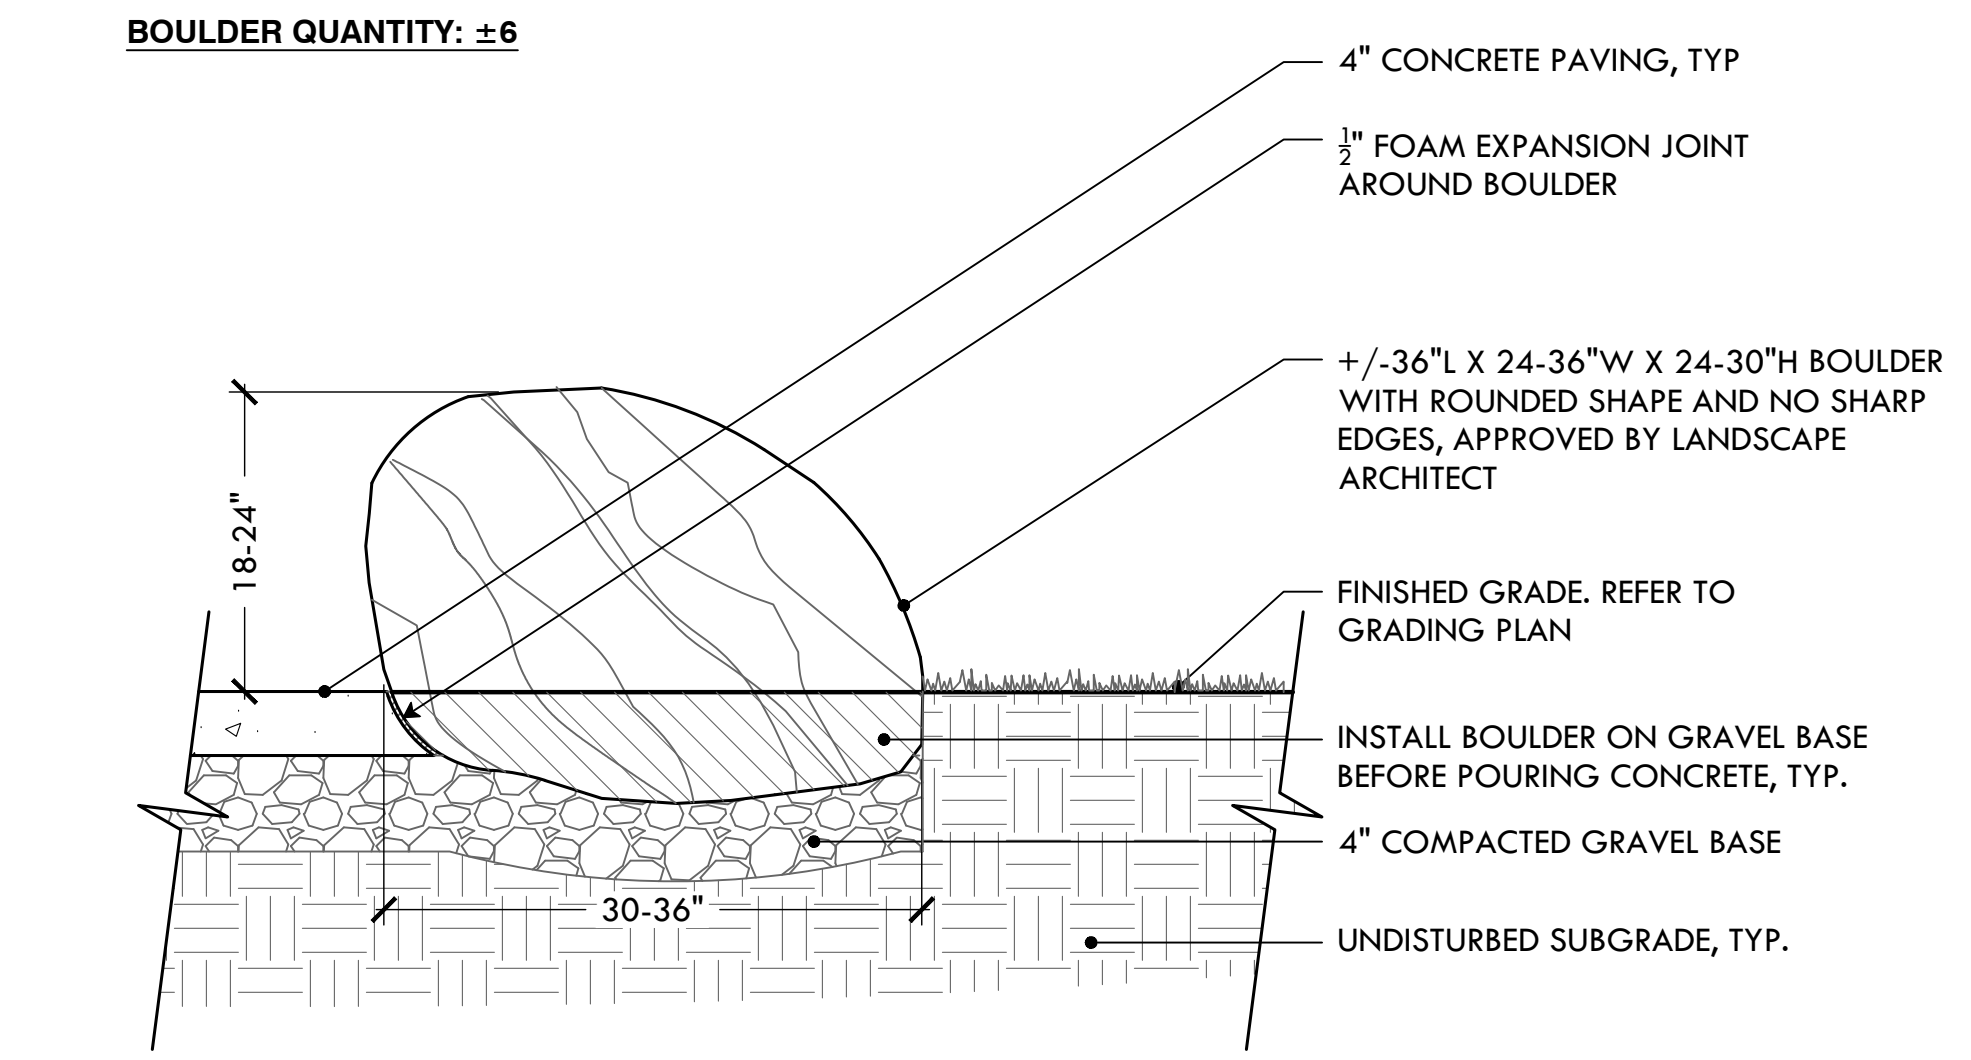 BOULDER QUANTITY: ±6
4" CONCRETE PAVING, TYP
½" FOAM EXPANSION JOINT
AROUND BOULDER
+/-36"L X 24-36"W X 24-30"H BOULDER
WITH ROUNDED SHAPE AND NO SHARP
EDGES, APPROVED BY LANDSCAPE
ARCHITECT
18-24"
FINISHED GRADE. REFER TO
GRADING PLAN
INSTALL BOULDER ON GRAVEL BASE
BEFORE POURING CONCRETE, TYP.
4" COMPACTED GRAVEL BASE
30-36"
UNDISTURBED SUBGRADE, TYP.